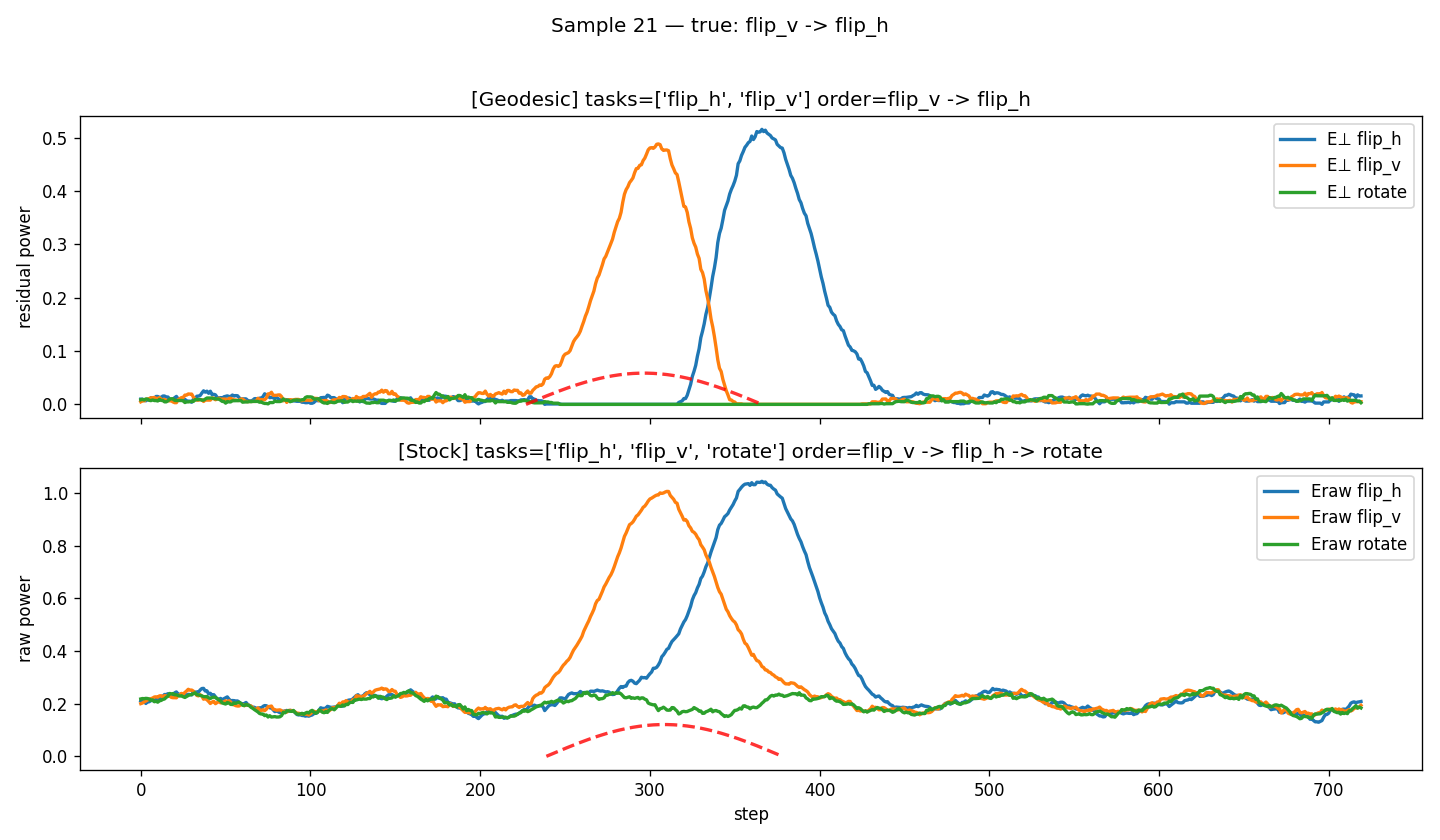 Sample 21 — true: flip_v -> flip_h
[Geodesic] tasks=['flip_h', 'flip_v'] order=flip_v -> flip_h
residual power
0.5
0.4
0.3
0.2
0.1
0.0
E⊥ flip_h
E⊥ flip_v
E⊥ rotate
[Stock] tasks=['flip_h', 'flip_v', 'rotate'] order=flip_v -> flip_h -> rotate
raw power
1.0
0.8
0.6
0.4
0.2
0.0
Eraw flip_h
Eraw flip_v
Eraw rotate
0 100 200 300 400 500 600 700
step